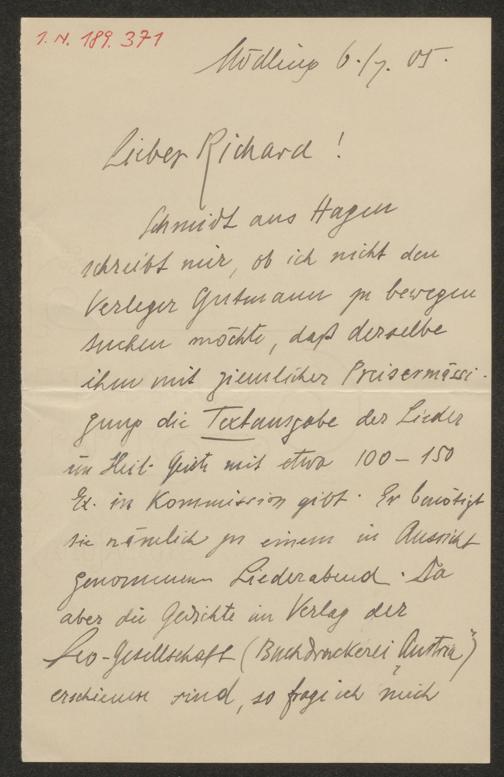 I. N. 189.371
Mödling 6./7. 05.
Lieber Richard!
Schmidt aus Hagen
schreibt mir, ob ich nicht den
Verleger Gutmann zu bewegen
suchen möchte, daß derselbe
ihm mit ziemlicher Preisermässi-
gung die Textausgabe der Lieder
im Heil. Geiste mit etwa 100-150
Ex. in Kommission gibt. Er benötigt
sie nämlich zu einem in Aussicht
genommenen Liederabend. Da
aber die Gedichte im Verlag der
Leo-Gesellschaft (Buchdruckerei „Austria")
erschienen sind, so frage ich mich